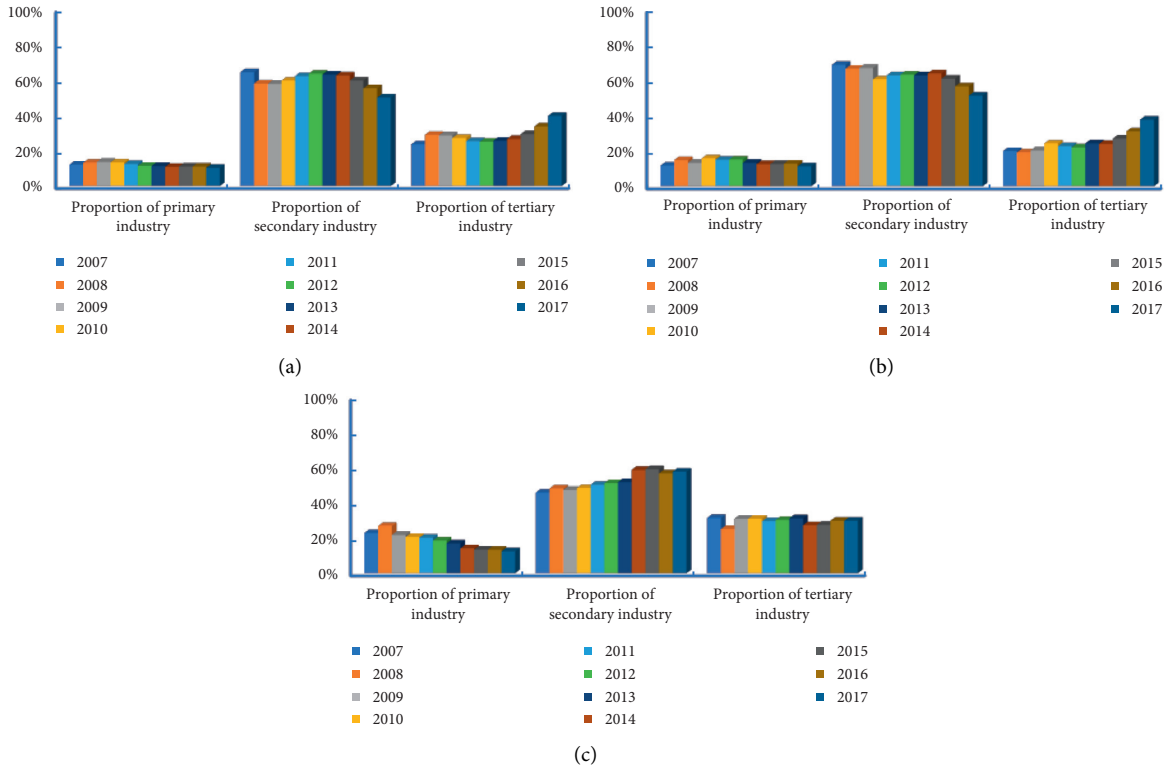 100%
80%
60%
40%
20%
0%
Proportion of primary
industry
Proportion of
secondary industry
Proportion of tertiary
industry
2007
2008
2009
2010
2011
2012
2013
2014
2015
2016
2017
(a)
100%
80%
60%
40%
20%
0%
Proportion of primary
industry
Proportion of
secondary industry
Proportion of tertiary
industry
2007
2008
2009
2010
2011
2012
2013
2014
2015
2016
2017
(b)
100%
80%
60%
40%
20%
0%
Proportion of primary
industry
Proportion of
secondary industry
Proportion of tertiary
industry
2007
2008
2009
2010
2011
2012
2013
2014
2015
2016
2017
(c)